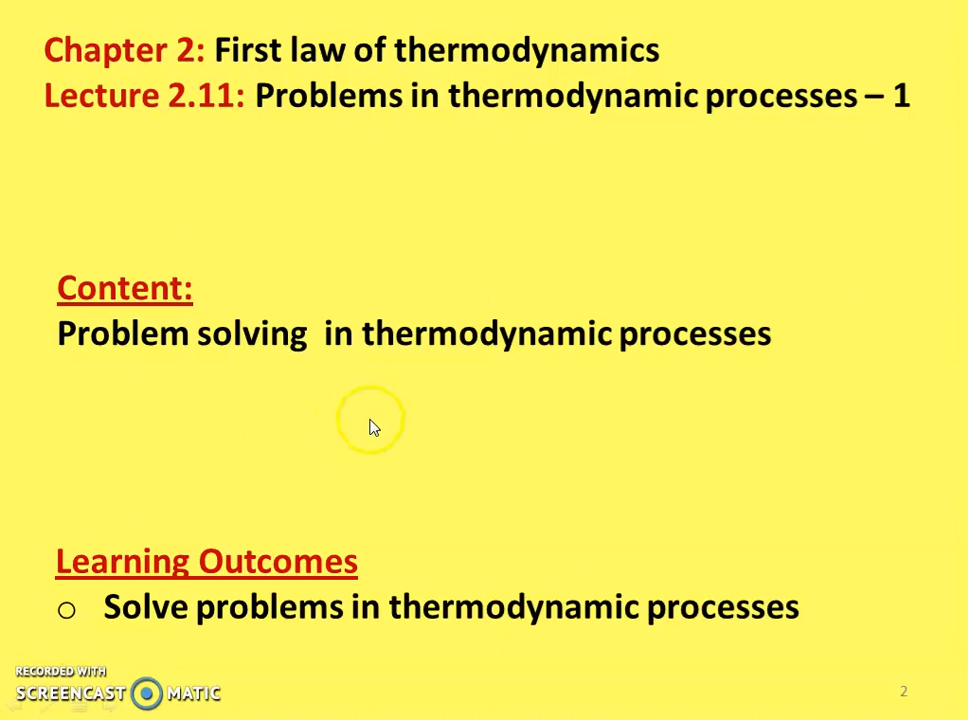 Chapter 2: First law of thermodynamics
Lecture 2.11: Problems in thermodynamic processes – 1
Content:
Problem solving in thermodynamic processes
Learning Outcomes
o Solve problems in thermodynamic processes
RECORDED WITH
SCREENCAST MATIC
2